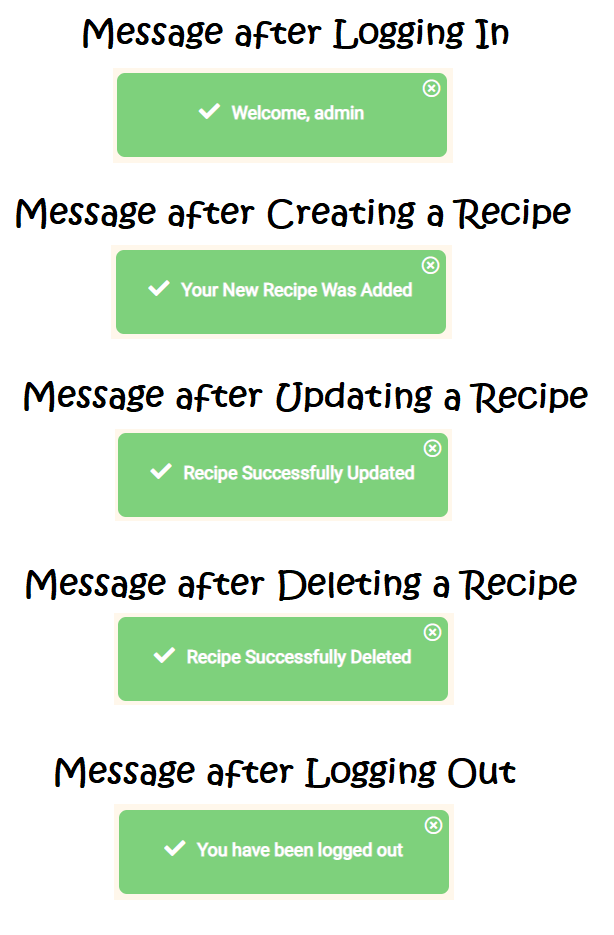 Message after Logging In
Welcome, admin
Message after Creating a Recipe
Your New Recipe Was Added
Message after Updating a Recipe
Recipe Successfully Updated
Message after Deleting a Recipe
Recipe Successfully Deleted
Message after Logging Out
You have been logged out